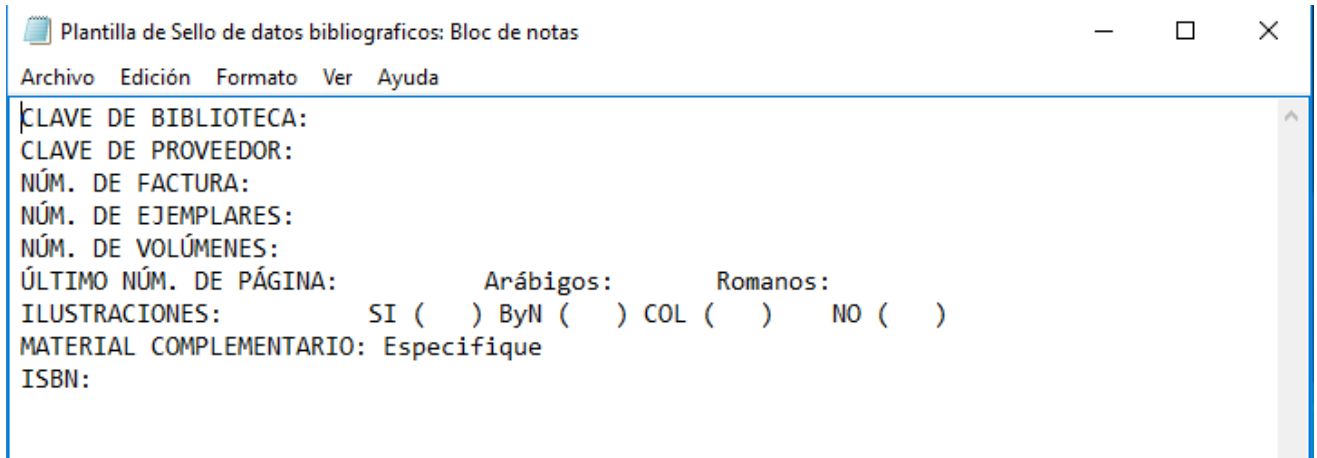 Plantilla de Sello de datos bibliograficos: Bloc de notas
Archivo Edición Formato Ver Ayuda
CLAVE DE BIBLIOTECA:
CLAVE DE PROVEEDOR:
NÚM. DE FACTURA:
NÚM. DE EJEMPLARES:
NÚM. DE VOLÚMENES:
ÚLTIMO NÚM. DE PÁGINA:          Arábigos:       Romanos:
ILUSTRACIONES:          SI (   ) ByN (   ) COL (   )    NO (   )
MATERIAL COMPLEMENTARIO: Especifique
ISBN: